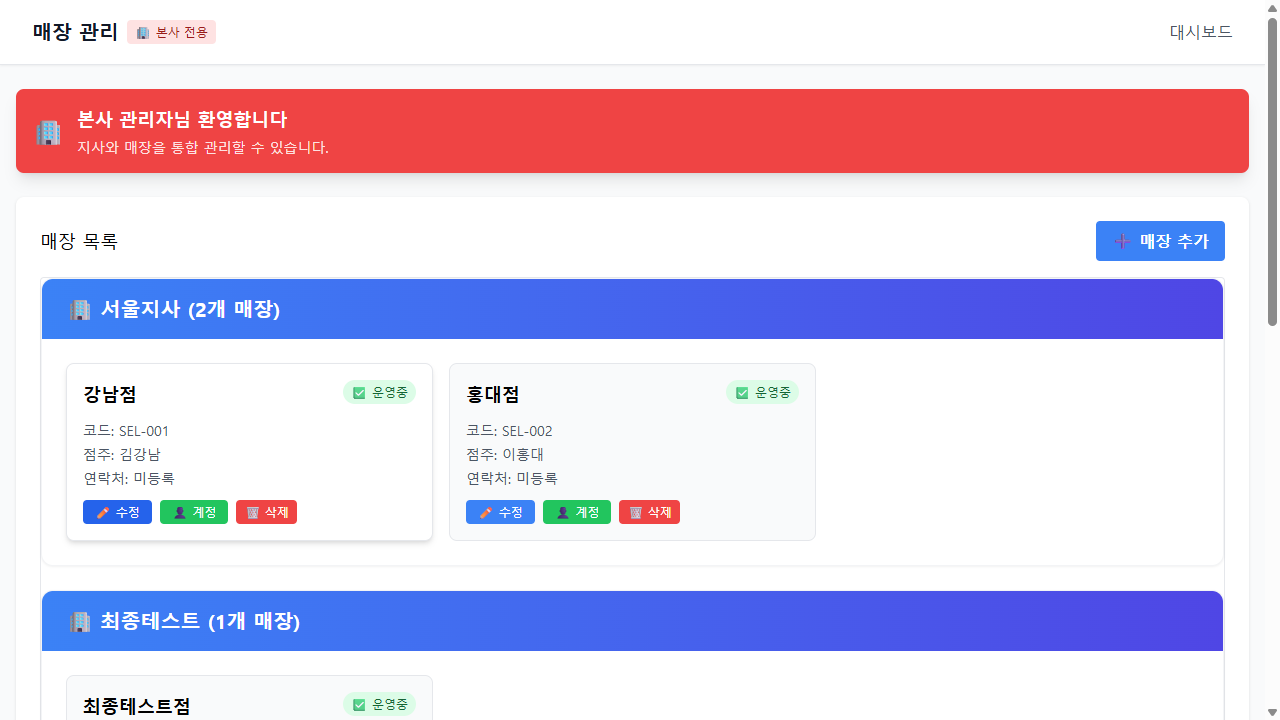 매장 관리 🏢 본사 전용 대시보드
본사 관리자님 환영합니다
지사와 매장을 통합 관리할 수 있습니다.
매장 목록 ➕ 매장 추가
🏢 서울지사 (2개 매장)
강남점 ✅ 운영중
코드: SEL-001
점주: 김강남
연락처: 미등록
✏️ 수정 👤 계정 🗑️ 삭제
홍대점 ✅ 운영중
코드: SEL-002
점주: 이홍대
연락처: 미등록
✏️ 수정 👤 계정 🗑️ 삭제
🏢 최종테스트 (1개 매장)
최종테스트점 ✅ 운영중